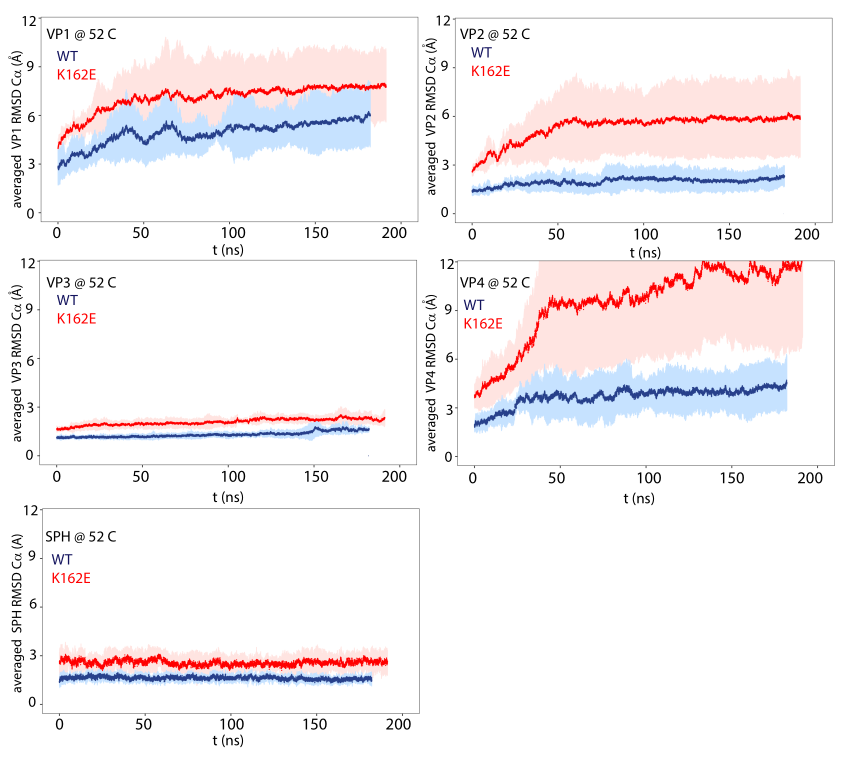 12
9
6
3
0
averaged VP1 RMSD Cα (Å)
VP1 @ 52 C
WT
K162E
0 50 100 150 200
t (ns)
12
9
6
3
0
averaged VP2 RMSD Cα (Å)
VP2 @ 52 C
WT
K162E
0 50 100 150 200
t (ns)
12
9
6
3
0
averaged VP3 RMSD Cα (Å)
VP3 @ 52 C
WT
K162E
0 50 100 150 200
t (ns)
12
9
6
3
0
averaged VP4 RMSD Cα (Å)
VP4 @ 52 C
WT
K162E
0 50 100 150 200
t (ns)
12
9
6
3
0
averaged SPH RMSD Cα (Å)
SPH @ 52 C
WT
K162E
0 50 100 150 200
t (ns)